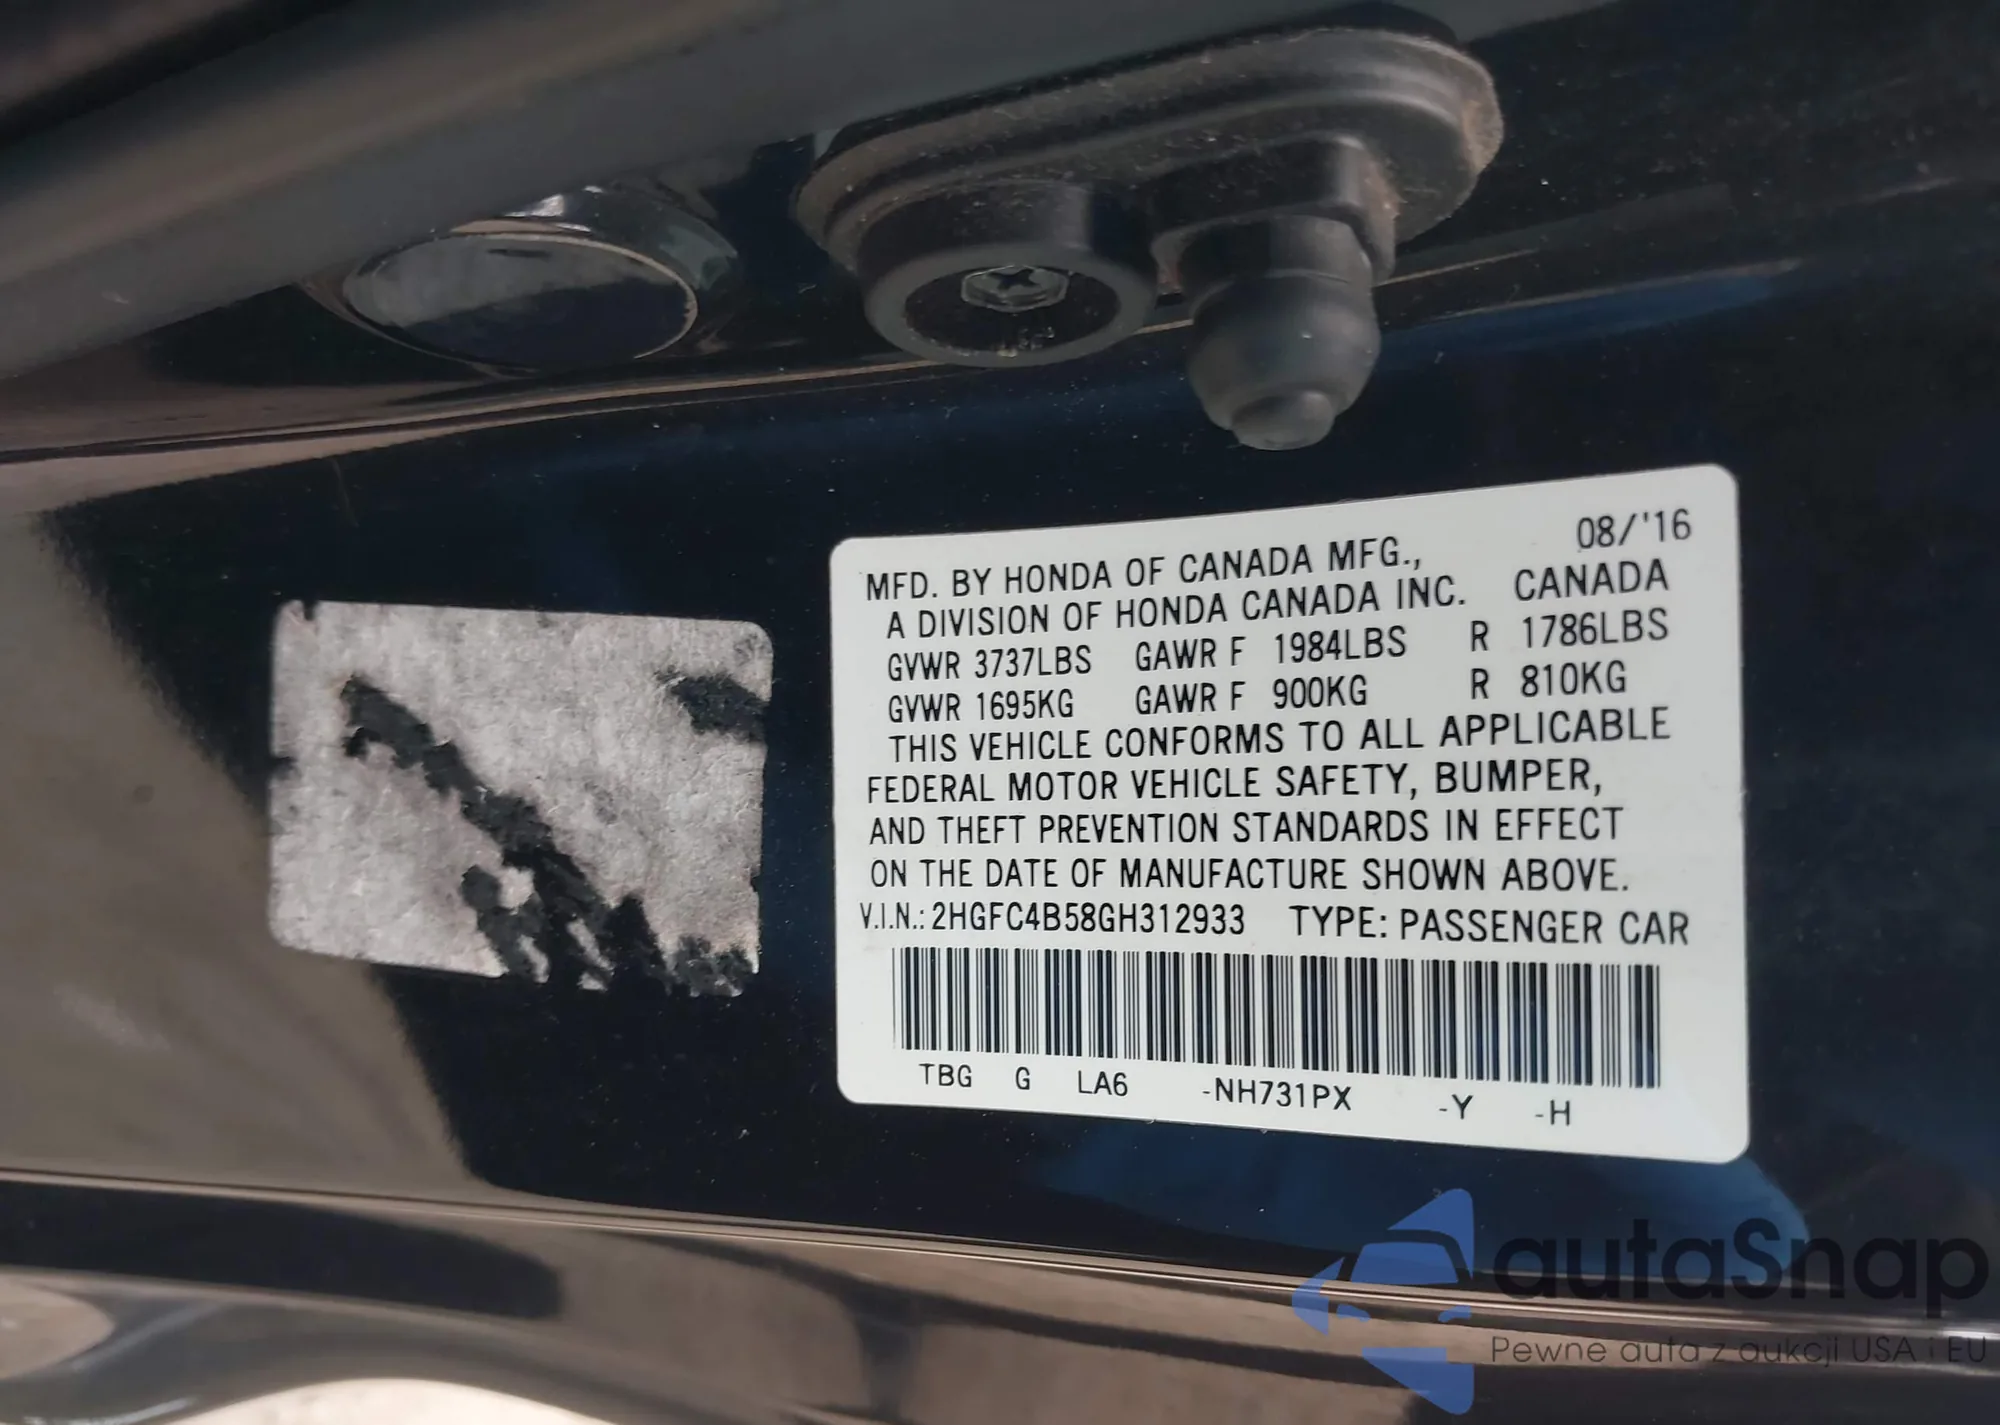 08/'16
MFD. BY HONDA OF CANADA MFG.,
A DIVISION OF HONDA CANADA INC. CANADA
GVWR 3737LBS GAWR F 1984LBS R 1786LBS
GVWR 1695KG GAWR F 900KG R 810KG
THIS VEHICLE CONFORMS TO ALL APPLICABLE
FEDERAL MOTOR VEHICLE SAFETY, BUMPER,
AND THEFT PREVENTION STANDARDS IN EFFECT
ON THE DATE OF MANUFACTURE SHOWN ABOVE.
V.I.N.: 2HGFC4B58GH312933 TYPE: PASSENGER CAR
TBG G LA6 -NH731PX -Y -H
autaSnap
Pewne auta z aukcji USA i EU